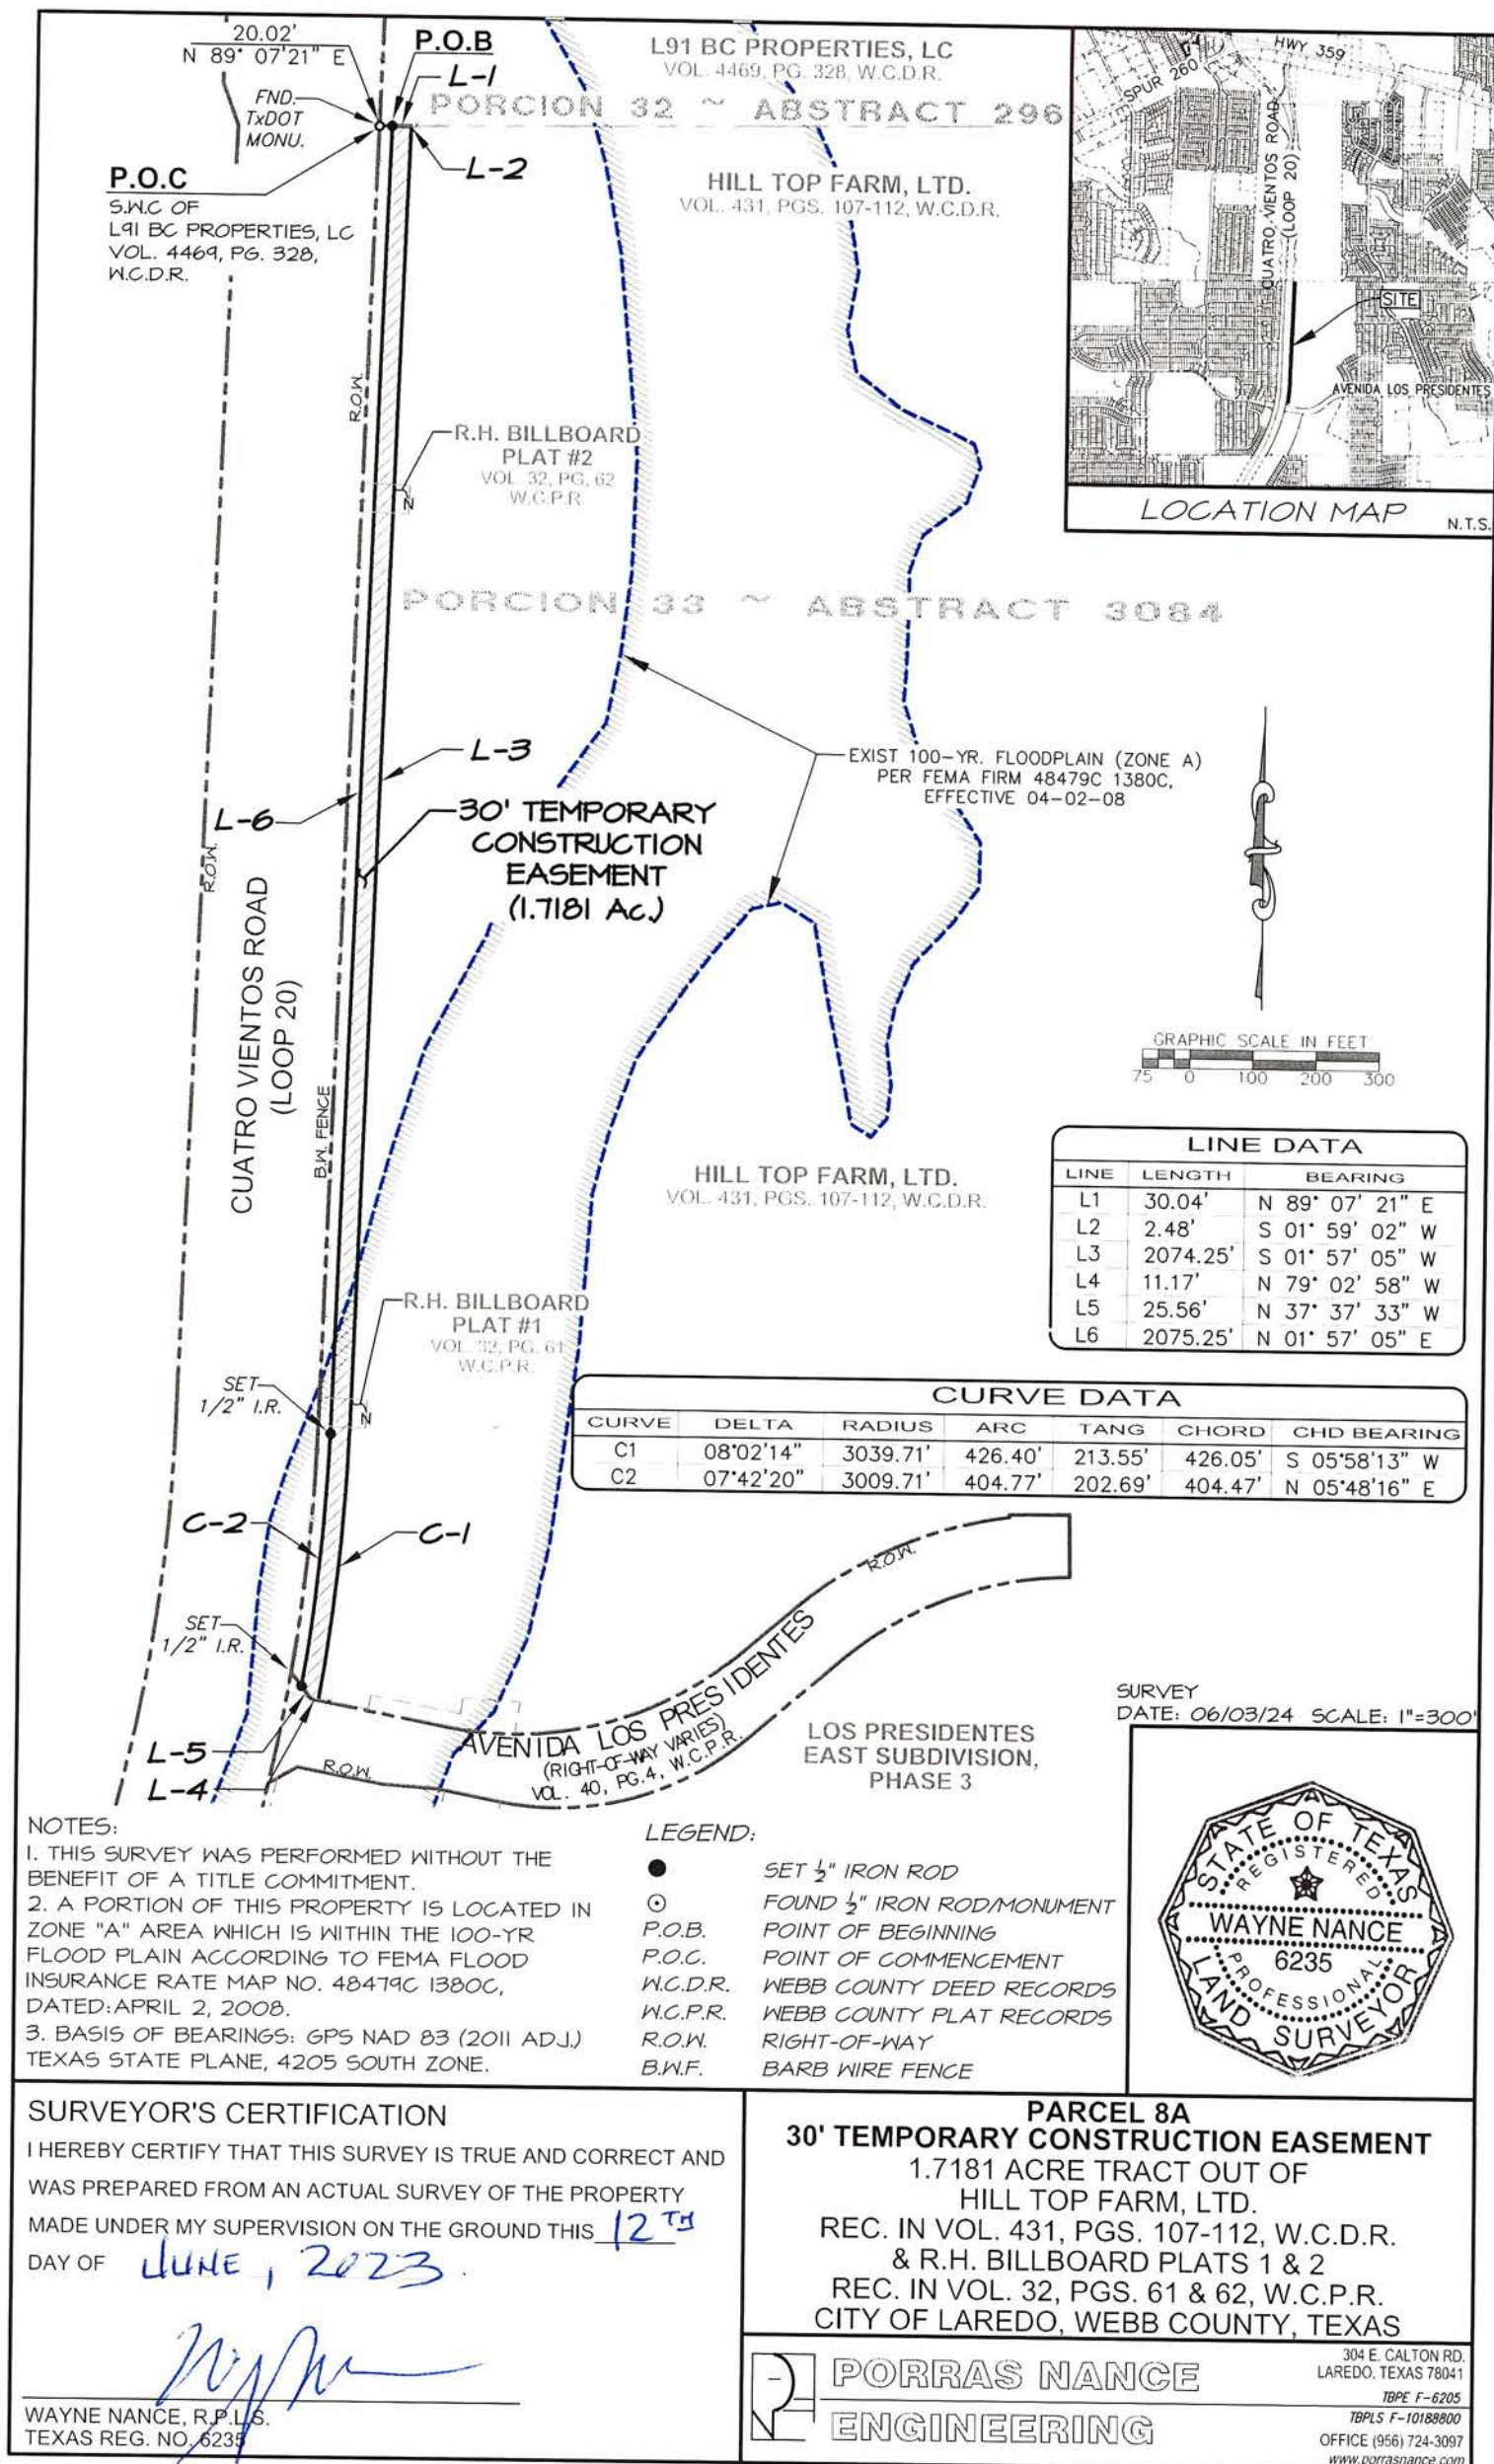 20.02'
N 89° 07'21" E
P.O.B
L-1
FND.
TxDOT
MONU.
L-2
P.O.C
S.W.C OF
L91 BC PROPERTIES, LC
VOL. 4469, PG. 328,
W.C.D.R.
L91 BC PROPERTIES, LC
VOL. 4469, PG. 328, W.C.D.R.
PORCION 32 ~ ABSTRACT 296
HILL TOP FARM, LTD.
VOL. 431, PGS. 107-112, W.C.D.R.
HWY 359
SPUR 260
CUATRO VIENTOS ROAD
(LOOP 20)
SITE
AVENIDA LOS PRESIDENTES
LOCATION MAP
N.T.S.
R.O.W.
R.H. BILLBOARD
PLAT #2
VOL. 32, PG. 62
W.C.P.R.
N
PORCION 33 ~ ABSTRACT 3084
L-3
EXIST 100-YR. FLOODPLAIN (ZONE A)
PER FEMA FIRM 48479C 1380C,
EFFECTIVE 04-02-08
L-6
30' TEMPORARY
CONSTRUCTION
EASEMENT
(1.7181 Ac.)
R.O.W.
CUATRO VIENTOS ROAD
(LOOP 20)
B.W. FENCE
GRAPHIC SCALE IN FEET
75 0 100 200 300
HILL TOP FARM, LTD.
VOL. 431, PGS. 107-112, W.C.D.R.
LINE DATA
LINE LENGTH BEARING
L1 30.04' N 89° 07' 21" E
L2 2.48' S 01° 59' 02" W
L3 2074.25' S 01° 57' 05" W
L4 11.17' N 79° 02' 58" W
L5 25.56' N 37° 37' 33" W
L6 2075.25' N 01° 57' 05" E
R.H. BILLBOARD
PLAT #1
VOL. 32, PG. 61
W.C.P.R.
N
SET
1/2" I.R.
CURVE DATA
CURVE DELTA RADIUS ARC TANG CHORD CHD BEARING
C1 08°02'14" 3039.71' 426.40' 213.55' 426.05' S 05°58'13" W
C2 07°42'20" 3009.71' 404.77' 202.69' 404.47' N 05°48'16" E
C-2
C-1
R.O.W.
SET
1/2" I.R.
L-5
L-4
R.O.W.
AVENIDA LOS PRESIDENTES
(RIGHT-OF-WAY VARIES)
VOL. 40, PG.4, W.C.P.R.
LOS PRESIDENTES
EAST SUBDIVISION,
PHASE 3
SURVEY
DATE: 06/03/24 SCALE: 1"=300'
STATE OF TEXAS
REGISTERED
WAYNE NANCE
6235
PROFESSIONAL
LAND SURVEYOR
NOTES:
1. THIS SURVEY WAS PERFORMED WITHOUT THE
BENEFIT OF A TITLE COMMITMENT.
2. A PORTION OF THIS PROPERTY IS LOCATED IN
ZONE "A" AREA WHICH IS WITHIN THE 100-YR
FLOOD PLAIN ACCORDING TO FEMA FLOOD
INSURANCE RATE MAP NO. 48479C 1380C,
DATED: APRIL 2, 2008.
3. BASIS OF BEARINGS: GPS NAD 83 (2011 ADJ.)
TEXAS STATE PLANE, 4205 SOUTH ZONE.
LEGEND:
SET ½" IRON ROD
FOUND ½" IRON ROD/MONUMENT
P.O.B. POINT OF BEGINNING
P.O.C. POINT OF COMMENCEMENT
W.C.D.R. WEBB COUNTY DEED RECORDS
W.C.P.R. WEBB COUNTY PLAT RECORDS
R.O.W. RIGHT-OF-WAY
B.W.F. BARB WIRE FENCE
SURVEYOR'S CERTIFICATION
I HEREBY CERTIFY THAT THIS SURVEY IS TRUE AND CORRECT AND
WAS PREPARED FROM AN ACTUAL SURVEY OF THE PROPERTY
MADE UNDER MY SUPERVISION ON THE GROUND THIS 12TH
DAY OF JUNE, 2023.
WAYNE NANCE, R.P.L.S.
TEXAS REG. NO. 6235
PARCEL 8A
30' TEMPORARY CONSTRUCTION EASEMENT
1.7181 ACRE TRACT OUT OF
HILL TOP FARM, LTD.
REC. IN VOL. 431, PGS. 107-112, W.C.D.R.
& R.H. BILLBOARD PLATS 1 & 2
REC. IN VOL. 32, PGS. 61 & 62, W.C.P.R.
CITY OF LAREDO, WEBB COUNTY, TEXAS
PORRAS NANCE
ENGINEERING
304 E. CALTON RD.
LAREDO, TEXAS 78041
TBPE F-6205
TBPLS F-10188800
OFFICE (956) 724-3097
www.porrasnance.com